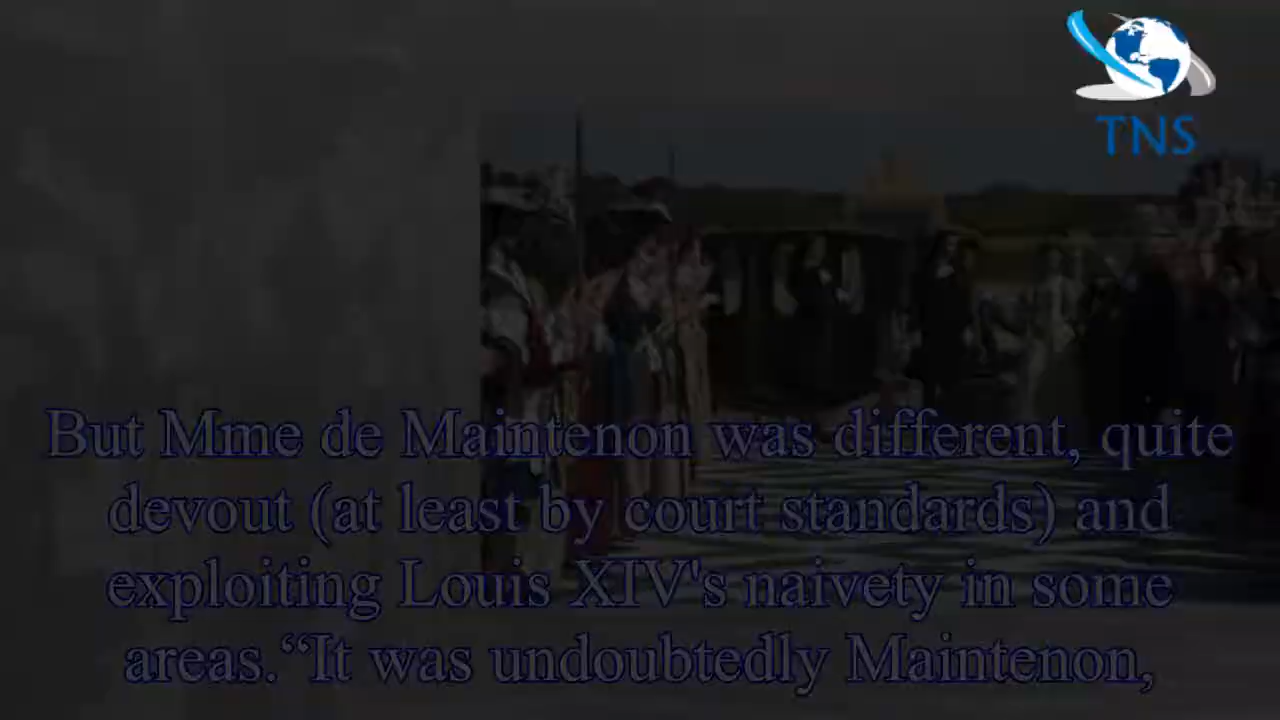 TNS
But Mme de Maintenon was different, quite
devout (at least by court standards) and
exploiting Louis XIV's naivety in some
areas.“It was undoubtedly Maintenon,